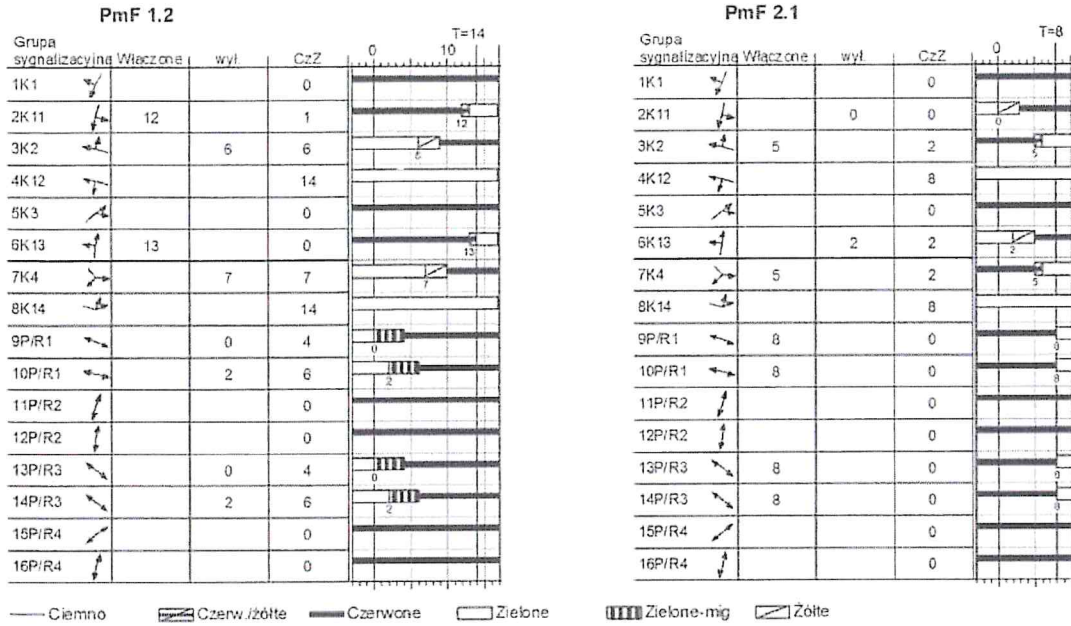 PmF 1.2
T=14
Grupa
sygnalizacyjna Włączone wył. CzZ 0 10
1K1 0
2K11 12 1 12
3K2 6 6 6
4K12 14
5K3 0
6K13 13 0 13
7K4 7 7 7
8K14 14
9P/R1 0 4 0
10P/R1 2 6 2
11P/R2 0
12P/R2 0
13P/R3 0 4 0
14P/R3 2 6 2
15P/R4 0
16P/R4 0
PmF 2.1
T=8
Grupa
sygnalizacyjna Włączone wył. CzZ 0
1K1 0
2K11 0 0 0
3K2 5 2 5
4K12 8
5K3 0
6K13 2 2 2
7K4 5 2 5
8K14 8
9P/R1 8 0 8
10P/R1 8 0 8
11P/R2 0
12P/R2 0
13P/R3 8 0 8
14P/R3 8 0 8
15P/R4 0
16P/R4 0
Ciemno Czerw./żółte Czerwone Zielone Zielone-mig Żółte